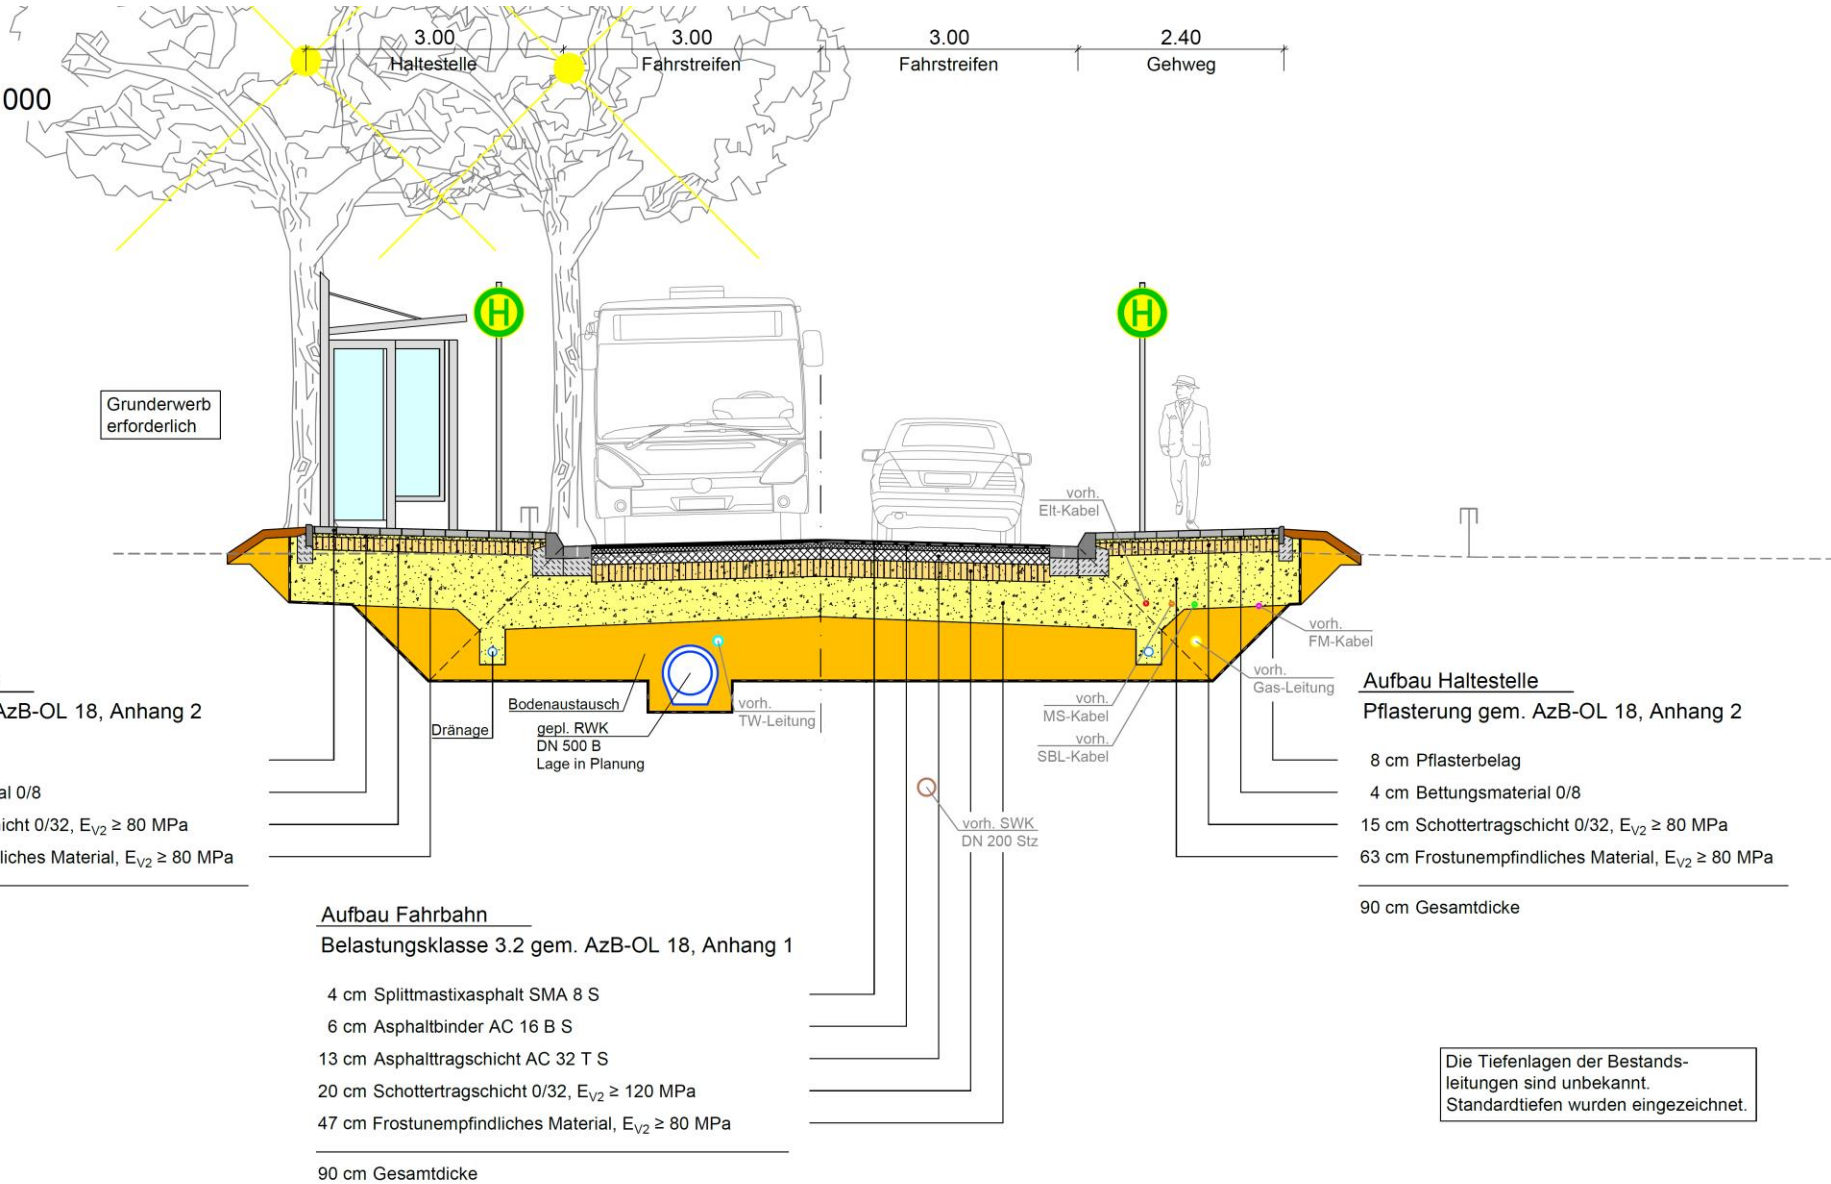 3.00
3.00
3.00
2.40
Haltestelle
Fahrstreifen
Fahrstreifen
Gehweg
000
H
H
Grunderwerb
erforderlich
vorh.
Elt-Kabel
vorh.
FM-Kabel
vorh.
Gas-Leitung
vorh.
MS-Kabel
vorh.
SBL-Kabel
vorh.
TW-Leitung
Bodenaustausch
gepl. RWK
DN 500 B
Lage in Planung
Dränage
vorh. SWK
DN 200 Stz
AzB-OL 18, Anhang 2
al 0/8
icht 0/32, EV2 ≥ 80 MPa
liches Material, EV2 ≥ 80 MPa
Aufbau Haltestelle
Pflasterung gem. AzB-OL 18, Anhang 2
8 cm Pflasterbelag
4 cm Bettungsmaterial 0/8
15 cm Schottertragschicht 0/32, EV2 ≥ 80 MPa
63 cm Frostunempfindliches Material, EV2 ≥ 80 MPa
90 cm Gesamtdicke
Aufbau Fahrbahn
Belastungsklasse 3.2 gem. AzB-OL 18, Anhang 1
4 cm Splittmastixasphalt SMA 8 S
6 cm Asphaltbinder AC 16 B S
13 cm Asphalttragschicht AC 32 T S
20 cm Schottertragschicht 0/32, EV2 ≥ 120 MPa
47 cm Frostunempfindliches Material, EV2 ≥ 80 MPa
90 cm Gesamtdicke
Die Tiefenlagen der Bestands-
leitungen sind unbekannt.
Standardtiefen wurden eingezeichnet.